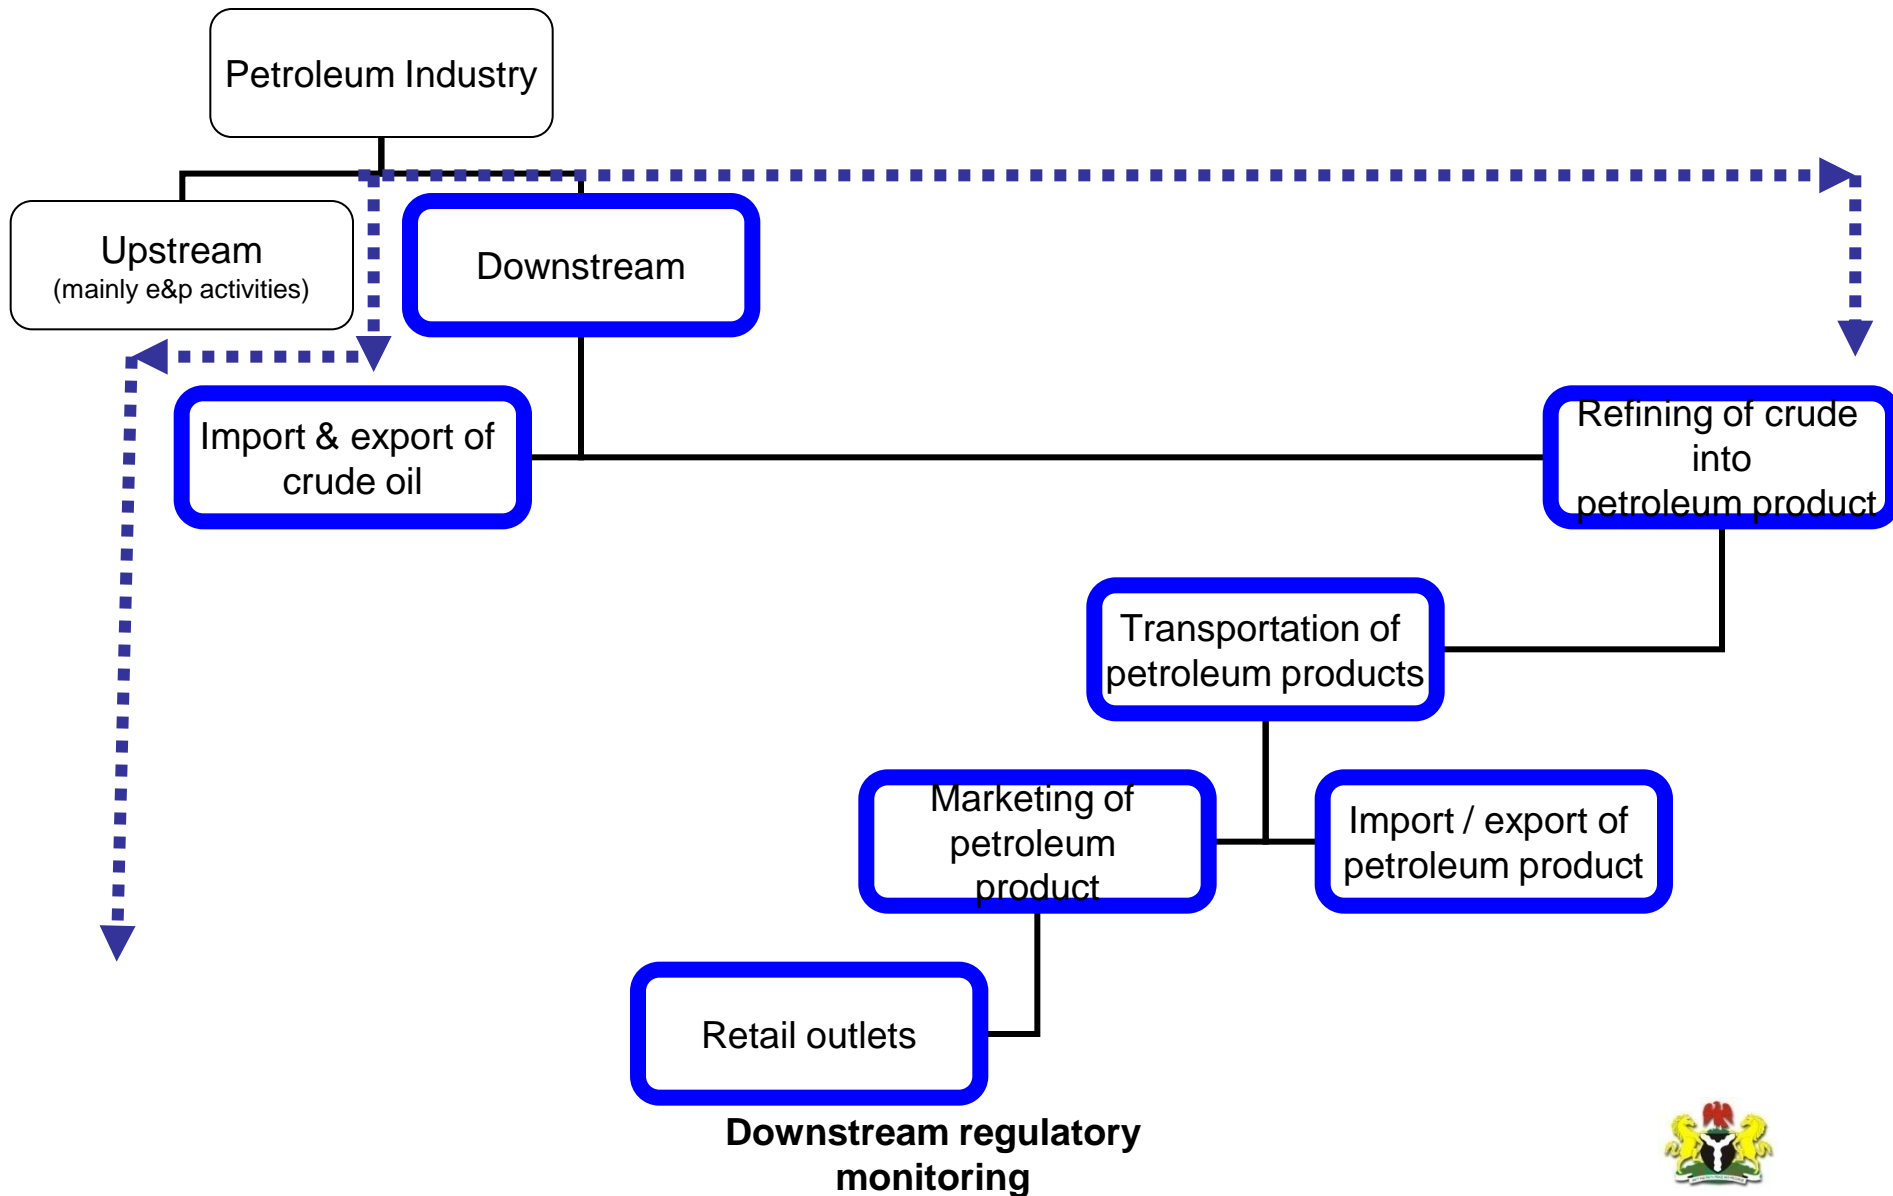 Petroleum Industry
Upstream
(mainly e&p activities)
Downstream
Import & export of
crude oil
Refining of crude
into
petroleum product
Transportation of
petroleum products
Marketing of
petroleum
product
Import / export of
petroleum product
Retail outlets
Downstream regulatory
monitoring